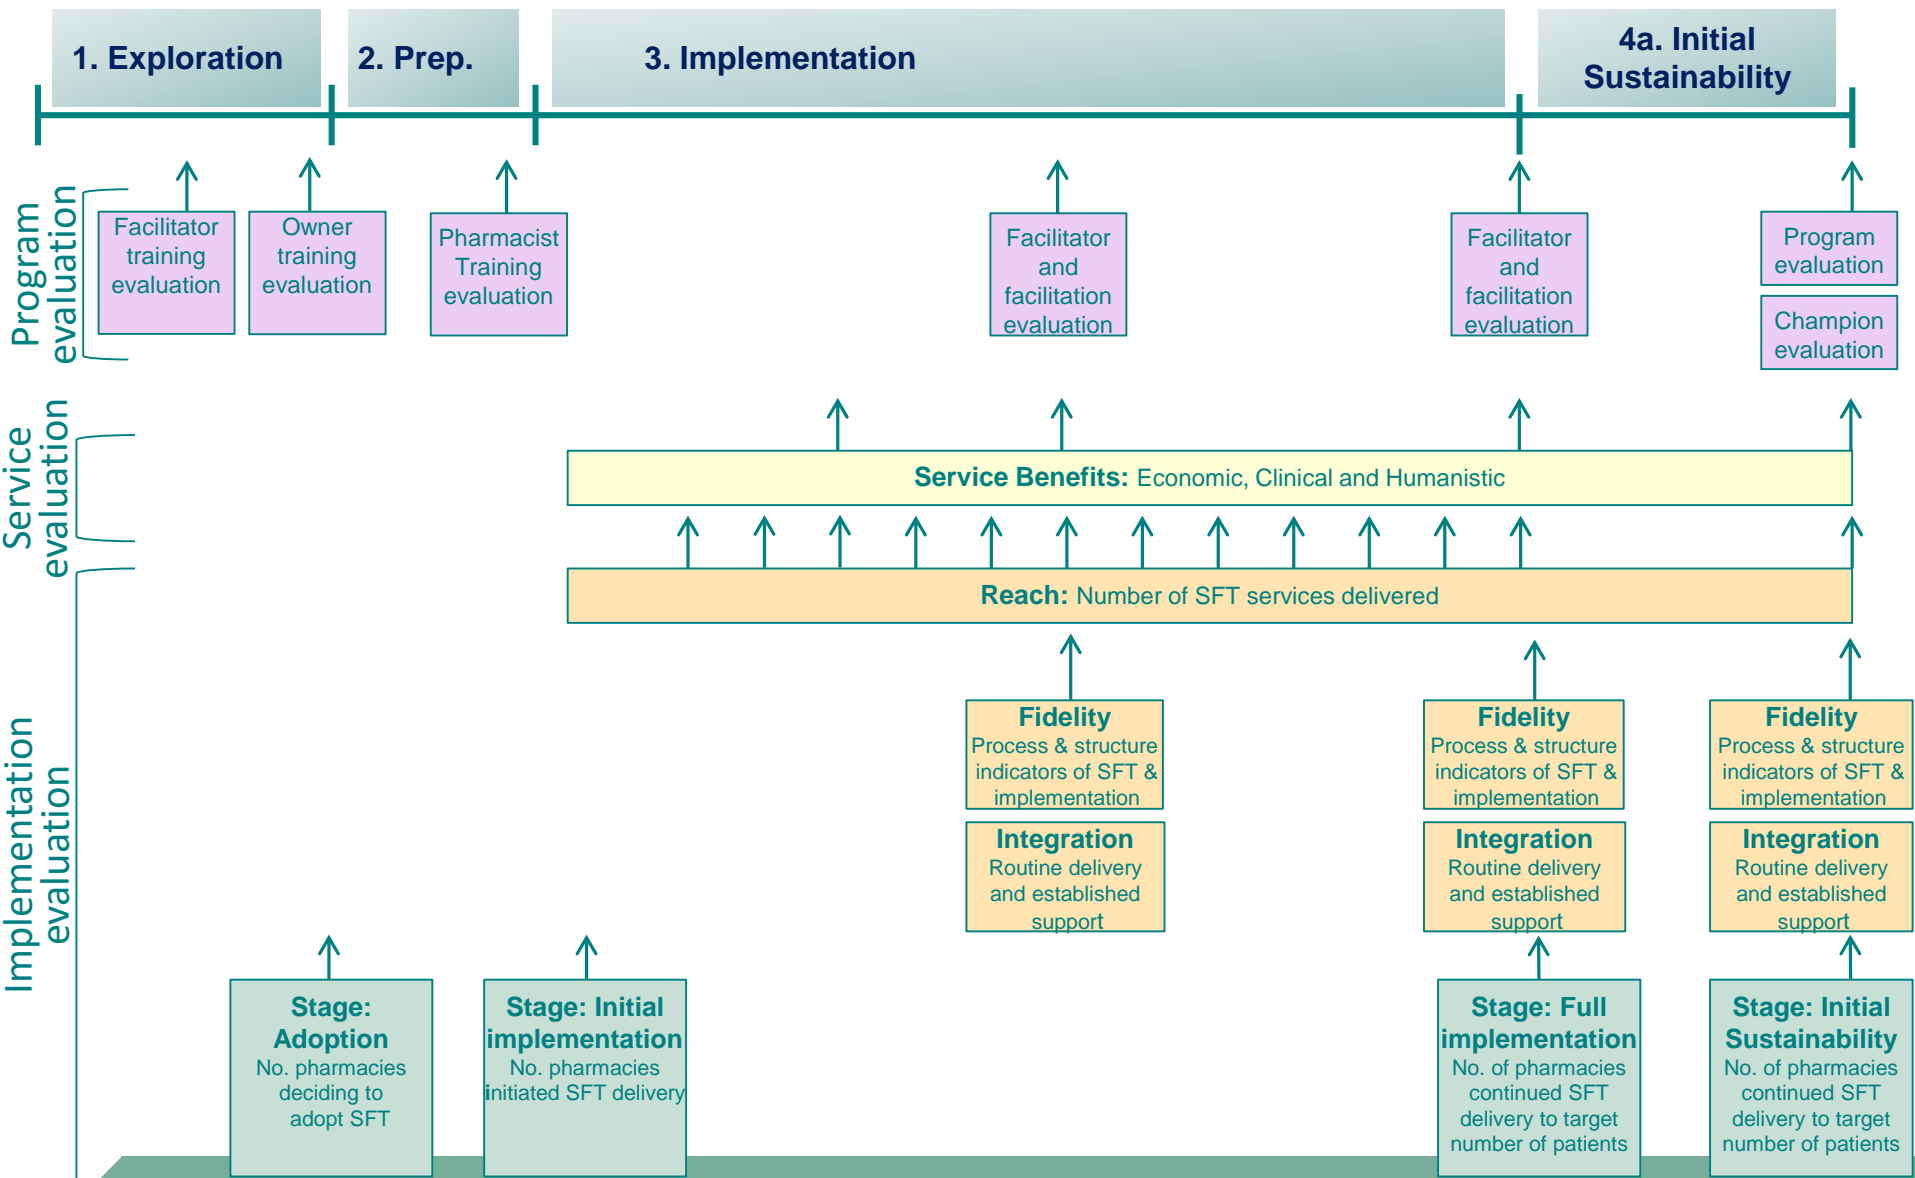 1. Exploration
2. Prep.
3. Implementation
4a. Initial
Sustainability
Program
evaluation
Facilitator
training
evaluation
Owner
training
evaluation
Pharmacist
Training
evaluation
Facilitator
and
facilitation
evaluation
Facilitator
and
facilitation
evaluation
Program
evaluation
Champion
evaluation
Service
evaluation
Service Benefits: Economic, Clinical and Humanistic
Reach: Number of SFT services delivered
Implementation
evaluation
Fidelity
Process & structure
indicators of SFT &
implementation
Fidelity
Process & structure
indicators of SFT &
implementation
Fidelity
Process & structure
indicators of SFT &
implementation
Integration
Routine delivery
and established
support
Integration
Routine delivery
and established
support
Integration
Routine delivery
and established
support
Stage:
Adoption
No. pharmacies
deciding to
adopt SFT
Stage: Initial
implementation
No. pharmacies
initiated SFT delivery
Stage: Full
implementation
No. of pharmacies
continued SFT
delivery to target
number of patients
Stage: Initial
Sustainability
No. of pharmacies
continued SFT
delivery to target
number of patients